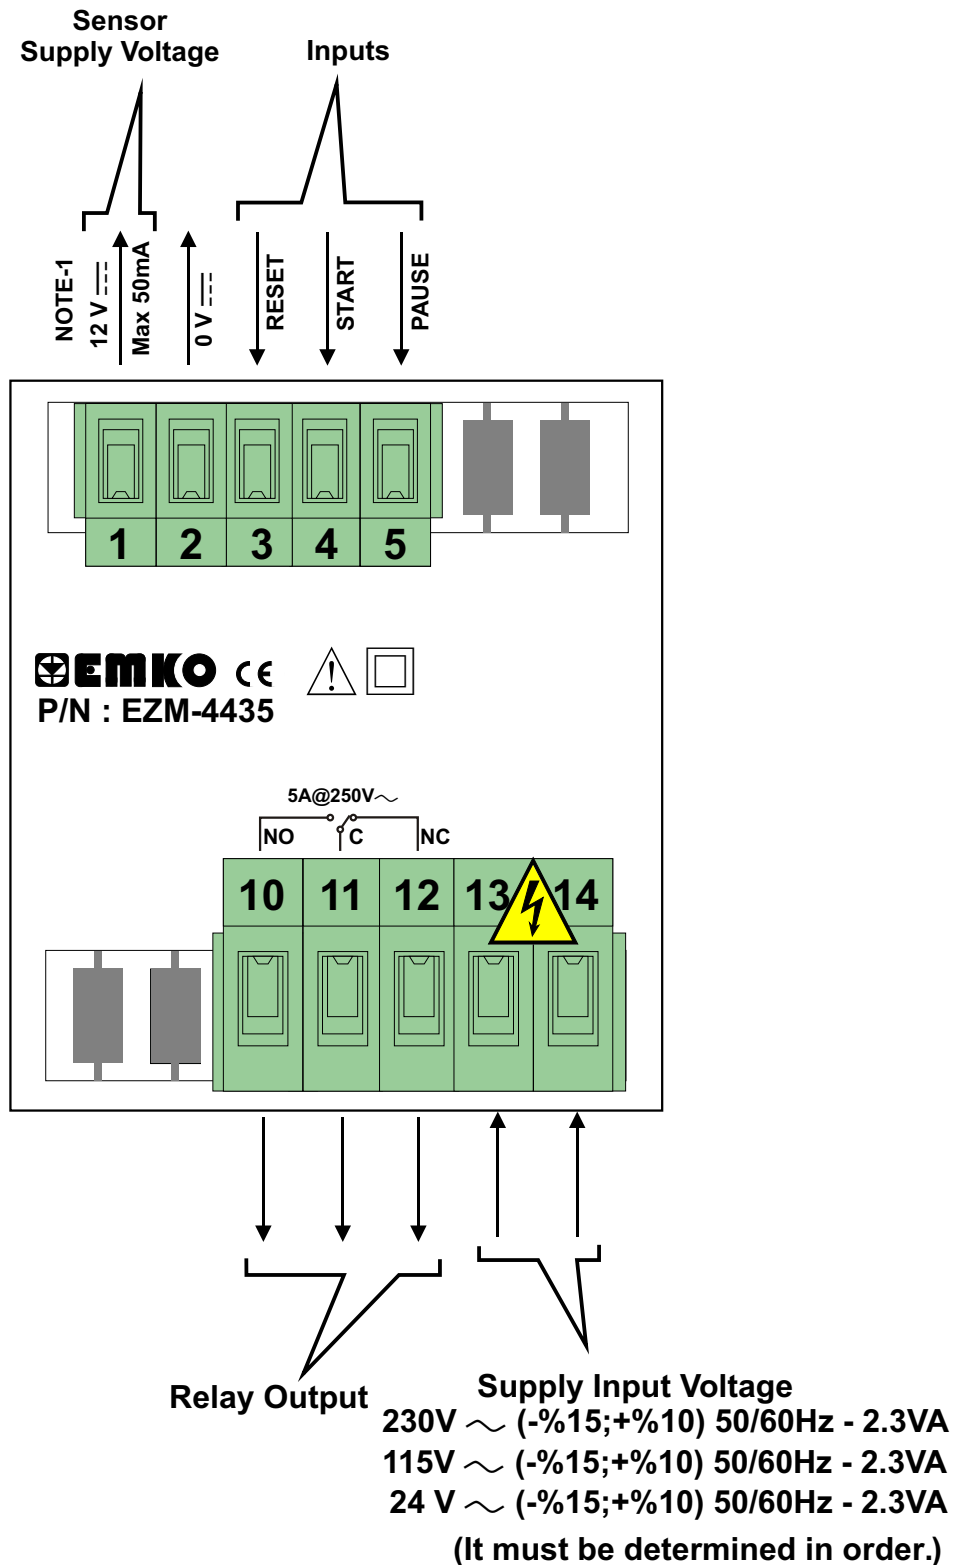 Sensor
Supply Voltage
Inputs
NOTE-1
12 V
Max 50mA
0 V
RESET
START
PAUSE
1 2 3 4 5
EMKO CE
P/N : EZM-4435
5A@250V~
NO C NC
10 11 12 13 14
Relay Output
Supply Input Voltage
230V ~ (-%15;+%10) 50/60Hz - 2.3VA
115V ~ (-%15;+%10) 50/60Hz - 2.3VA
24 V ~ (-%15;+%10) 50/60Hz - 2.3VA
(It must be determined in order.)